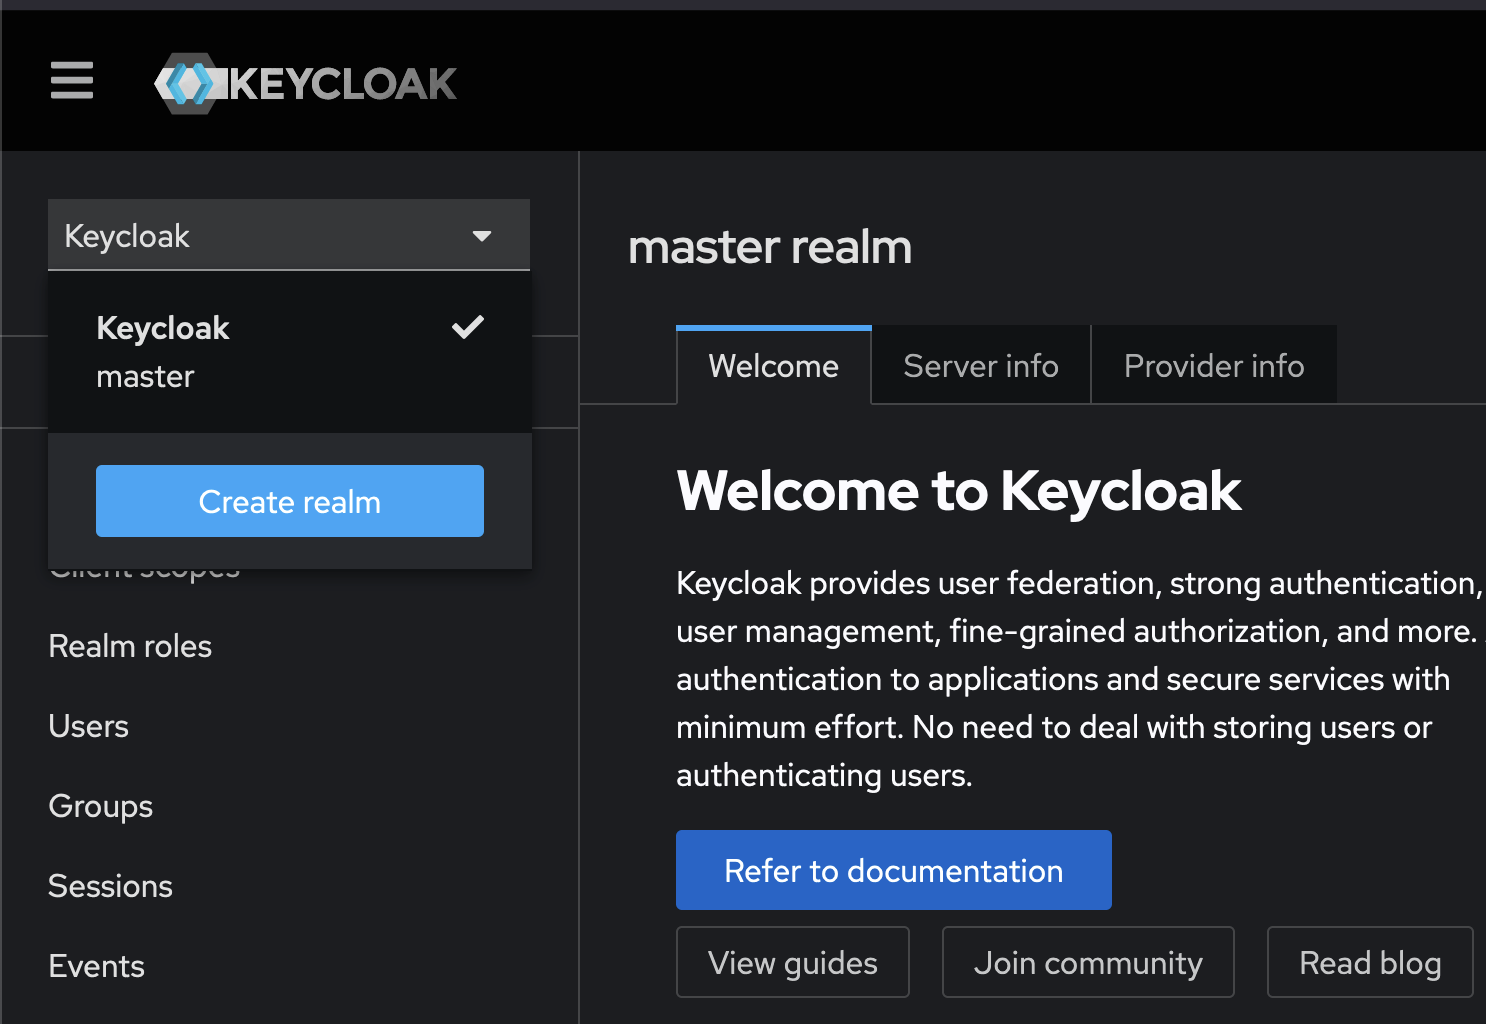 KEYCLOAK
Keycloak
Keycloak
master
Create realm
Client scopes
Realm roles
Users
Groups
Sessions
Events
master realm
Welcome
Server info
Provider info
Welcome to Keycloak
Keycloak provides user federation, strong authentication,
user management, fine-grained authorization, and more.
authentication to applications and secure services with
minimum effort. No need to deal with storing users or
authenticating users.
Refer to documentation
View guides
Join community
Read blog